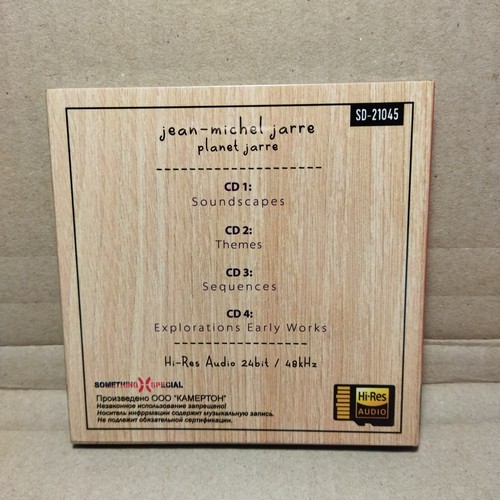 SD-21045
jean-michel jarre
planet jarre
CD 1:
Soundscapes
CD 2:
Themes
CD 3:
Sequences
CD 4:
Explorations Early Works
Hi-Res Audio 24bit / 48kHz
SOMETHING SPECIAL
Произведено ООО "КАМЕРТОН"
Незаконное использование запрещено!
Носитель информации содержит музыкальную запись.
Не подлежит обязательной сертификации.
Hi-Res
AUDIO